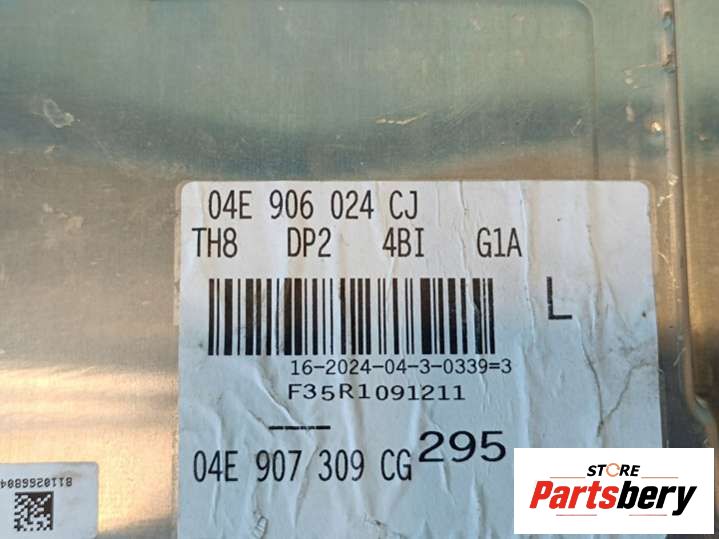 04E 906 024 CJ
TH8 DP2 4BI G1A
L
16-2024-04-3-0339=3
F35R1091211
04E 907 309 CG 295
STORE
Partsbery